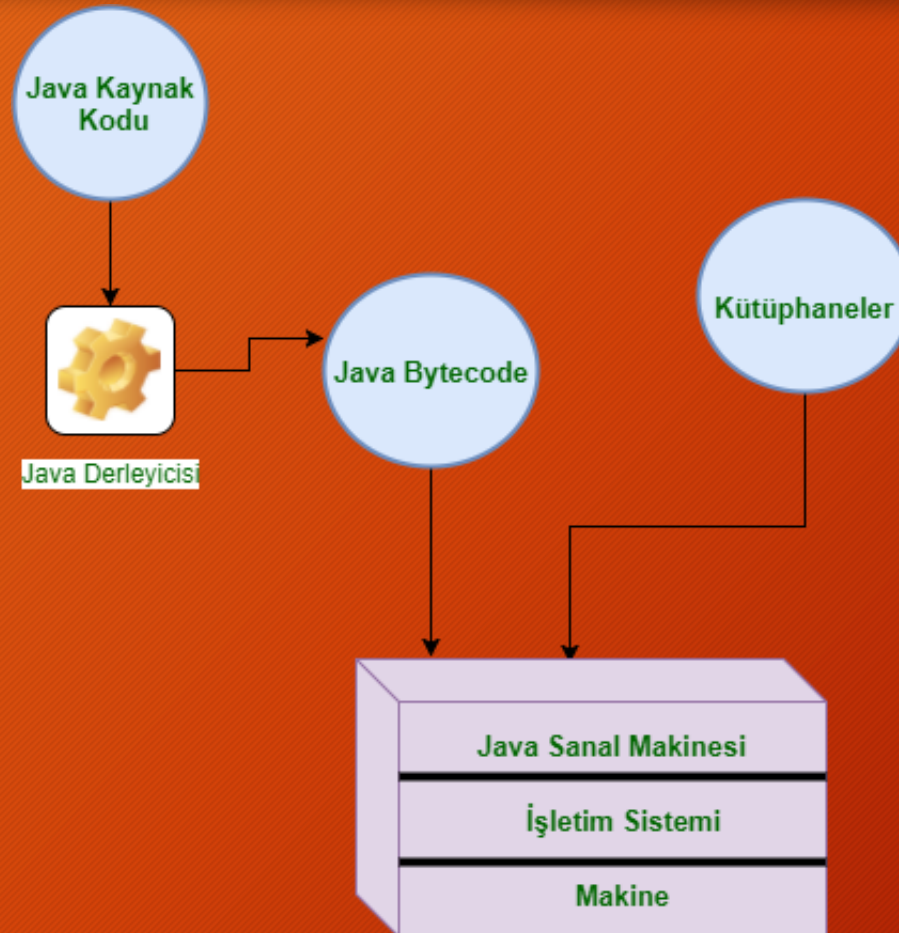 Java Kaynak
Kodu
Kütüphaneler
Java Bytecode
Java Derleyicisi
Java Sanal Makinesi
İşletim Sistemi
Makine